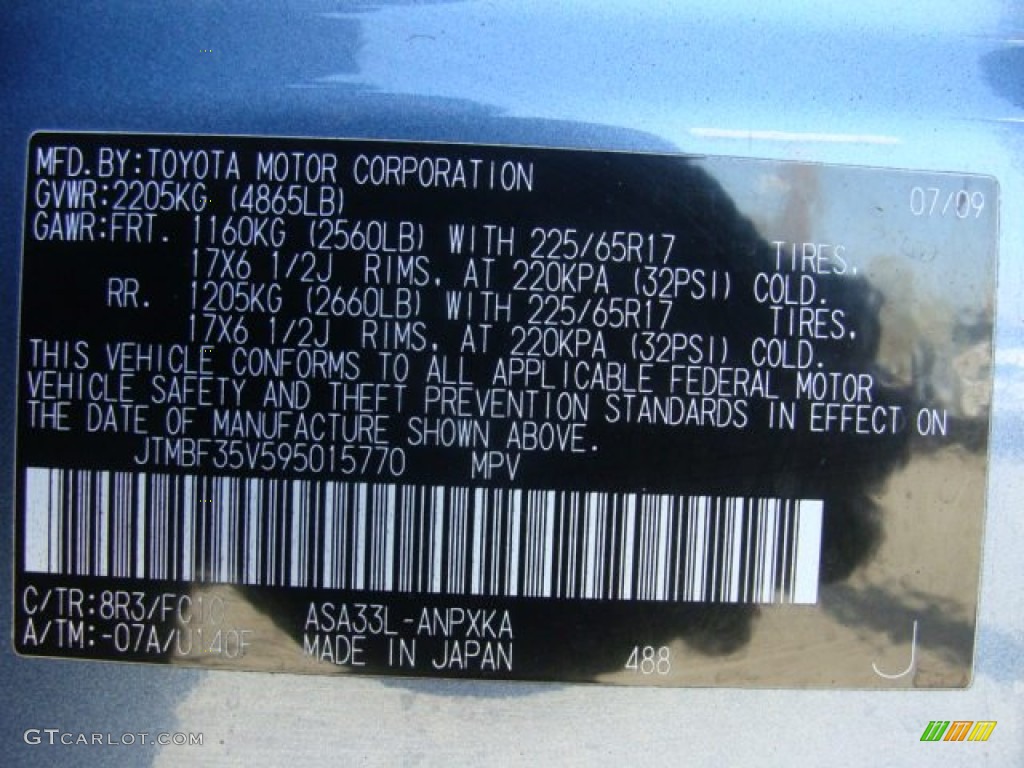 MFD.BY:TOYOTA MOTOR CORPORATION 07/09
GVWR:2205KG (4865LB)
GAWR:FRT. 1160KG (2560LB) WITH 225/65R17 TIRES,
17X6 1/2J RIMS, AT 220KPA (32PSI) COLD.
RR. 1205KG (2660LB) WITH 225/65R17 TIRES,
17X6 1/2J RIMS, AT 220KPA (32PSI) COLD.
THIS VEHICLE CONFORMS TO ALL APPLICABLE FEDERAL MOTOR
VEHICLE SAFETY AND THEFT PREVENTION STANDARDS IN EFFECT ON
THE DATE OF MANUFACTURE SHOWN ABOVE.
JTMBF35V595015770 MPV
C/TR:8R3/FC10 ASA33L-ANPXKA
A/TM:-07A/U140F MADE IN JAPAN 488 J
GTCARLOT.COM